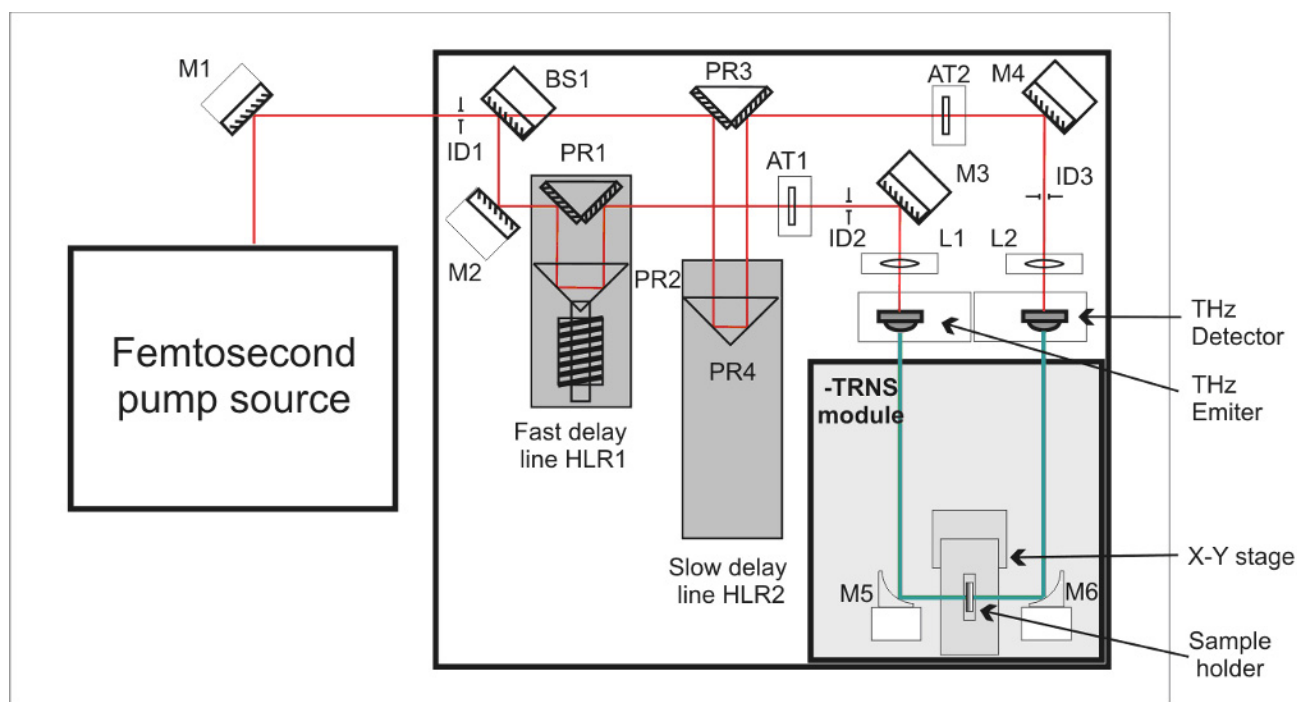 M1
BS1
PR3
AT2
M4
ID1
PR1
AT1
M3
ID3
M2
PR2
ID2
L1
L2
Femtosecond
pump source
PR4
THz
Detector
THz
Emiter
-TRNS
module
Fast delay
line HLR1
Slow delay
line HLR2
X-Y stage
M5
M6
Sample
holder